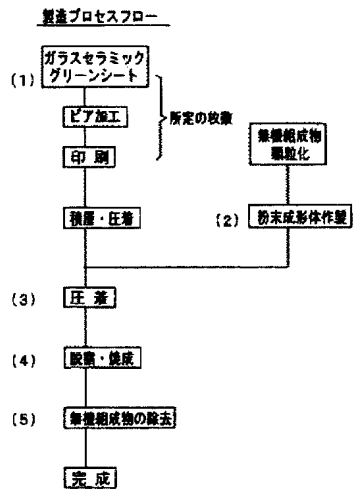 製造プロセスフロー
(1)
ガラスセラミック
グリーンシート
ビア加工
所定の枚数
印刷
無機組成物
顆粒化
積層・圧着
(2)
粉末成形体作製
(3)
圧着
(4)
脱脂・焼成
(5)
無機組成物の除去
完成